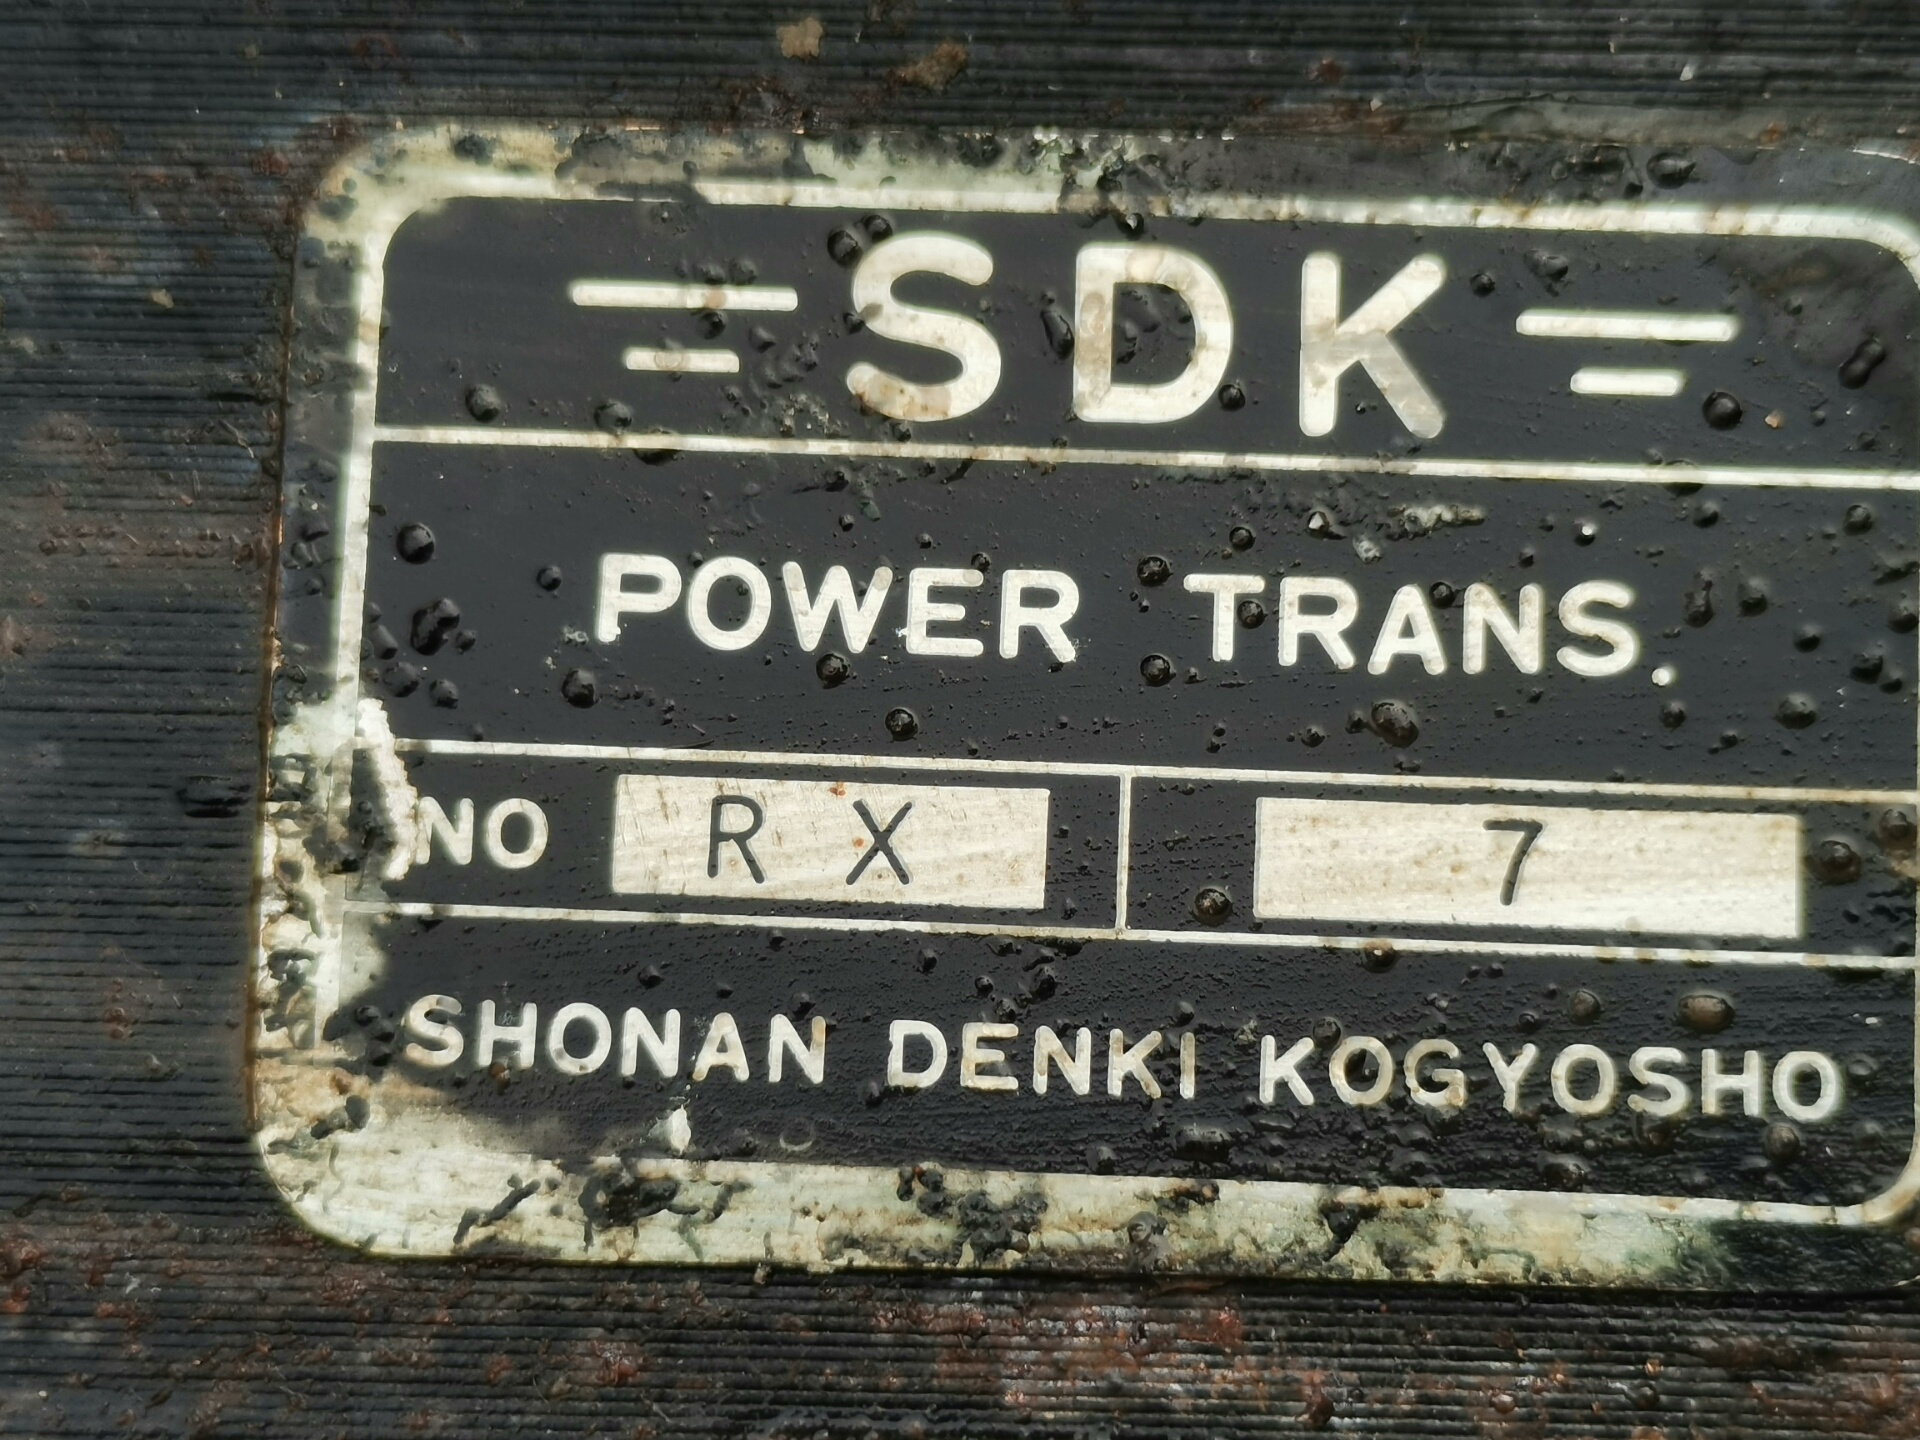 SDK
POWER TRANS.
NO RX 7
SHONAN DENKI KOGYOSHO